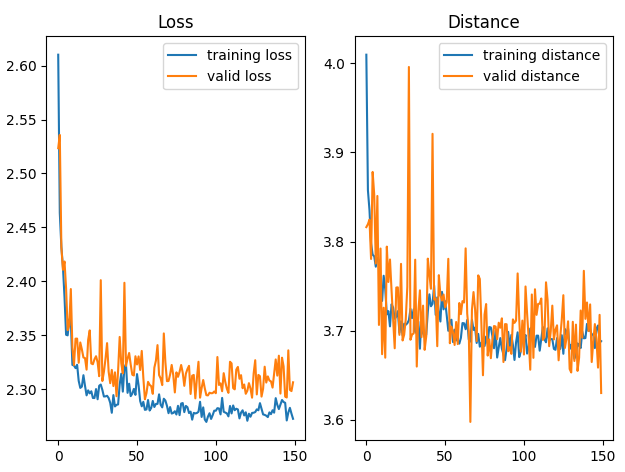 Loss
training loss
valid loss
2.60
2.55
2.50
2.45
2.40
2.35
2.30
0 50 100 150
Distance
training distance
valid distance
4.0
3.9
3.8
3.7
3.6
0 50 100 150